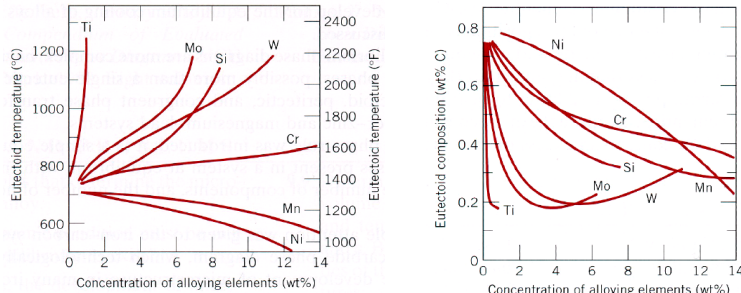 Eutectoid temperature (°C)
1200
1000
800
600
Ti
Mo
Si
W
Cr
Mn
Ni
2400
2200
2000
1800
1600
1400
1200
1000
Eutectoid temperature (°F)
0 2 4 6 8 10 12 14
Concentration of alloying elements (wt%)
Eutectoid composition (wt% C)
0.8
0.6
0.4
0.2
0
Ni
Cr
Si
Mo
W
Mn
Ti
0 2 4 6 8 10 12 14
Concentration of alloying elements (wt%)